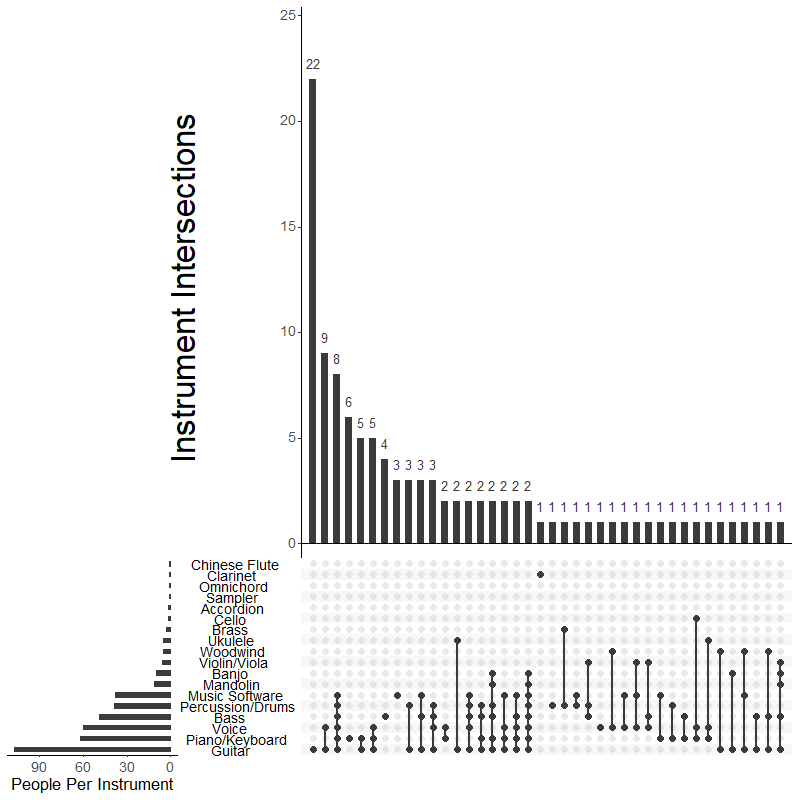 Instrument Intersections
25
20
15
10
5
0
22
9
8
6
5
5
4
3 3 3 3
2 2 2 2 2 2 2 2
1 1 1 1 1 1 1 1 1 1 1 1 1 1 1 1 1 1 1 1 1
Chinese Flute
Clarinet
Omnichord
Sampler
Accordion
Cello
Brass
Ukulele
Woodwind
Violin/Viola
Banjo
Mandolin
Music Software
Percussion/Drums
Bass
Voice
Piano/Keyboard
Guitar
90 60 30 0
People Per Instrument